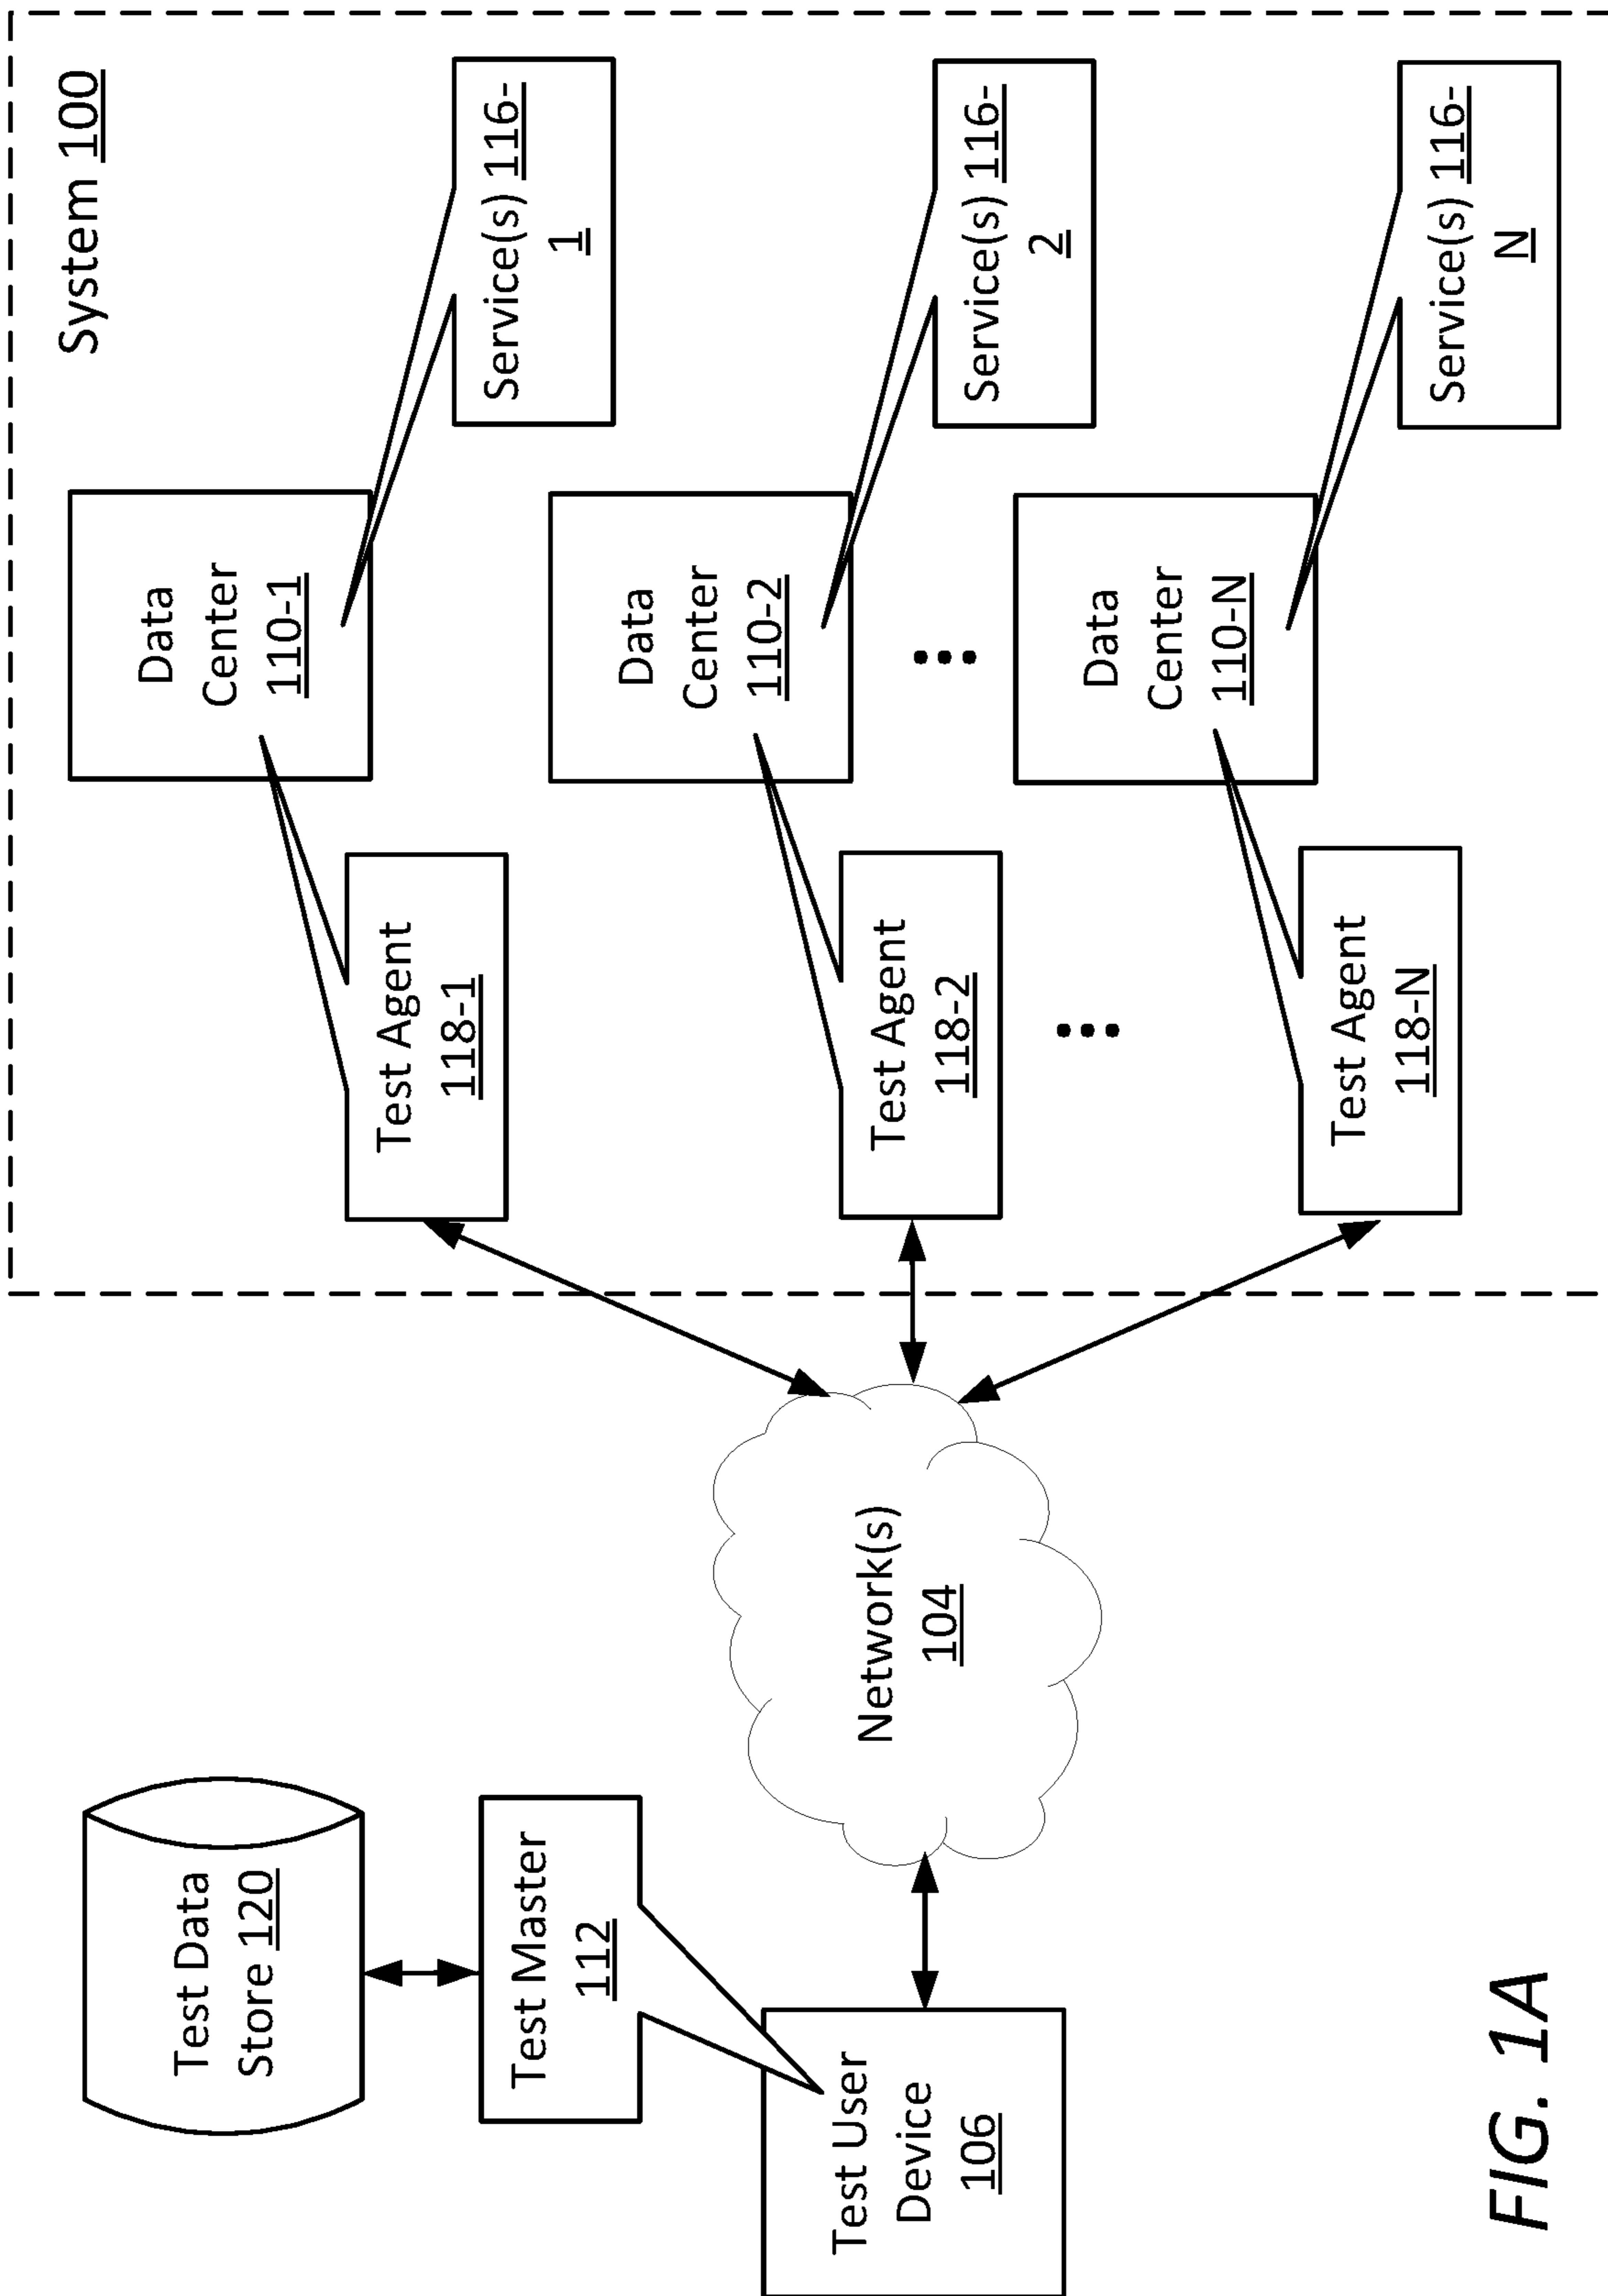 System 100
Test Data
Store 120
Test Master
112
Test User
Device
106
Network(s)
104
Test Agent
118-1
Data
Center
110-1
Service(s) 116-
1
Test Agent
118-2
Data
Center
110-2
Service(s) 116-
2
Test Agent
118-N
Data
Center
110-N
Service(s) 116-
N
FIG. 1A